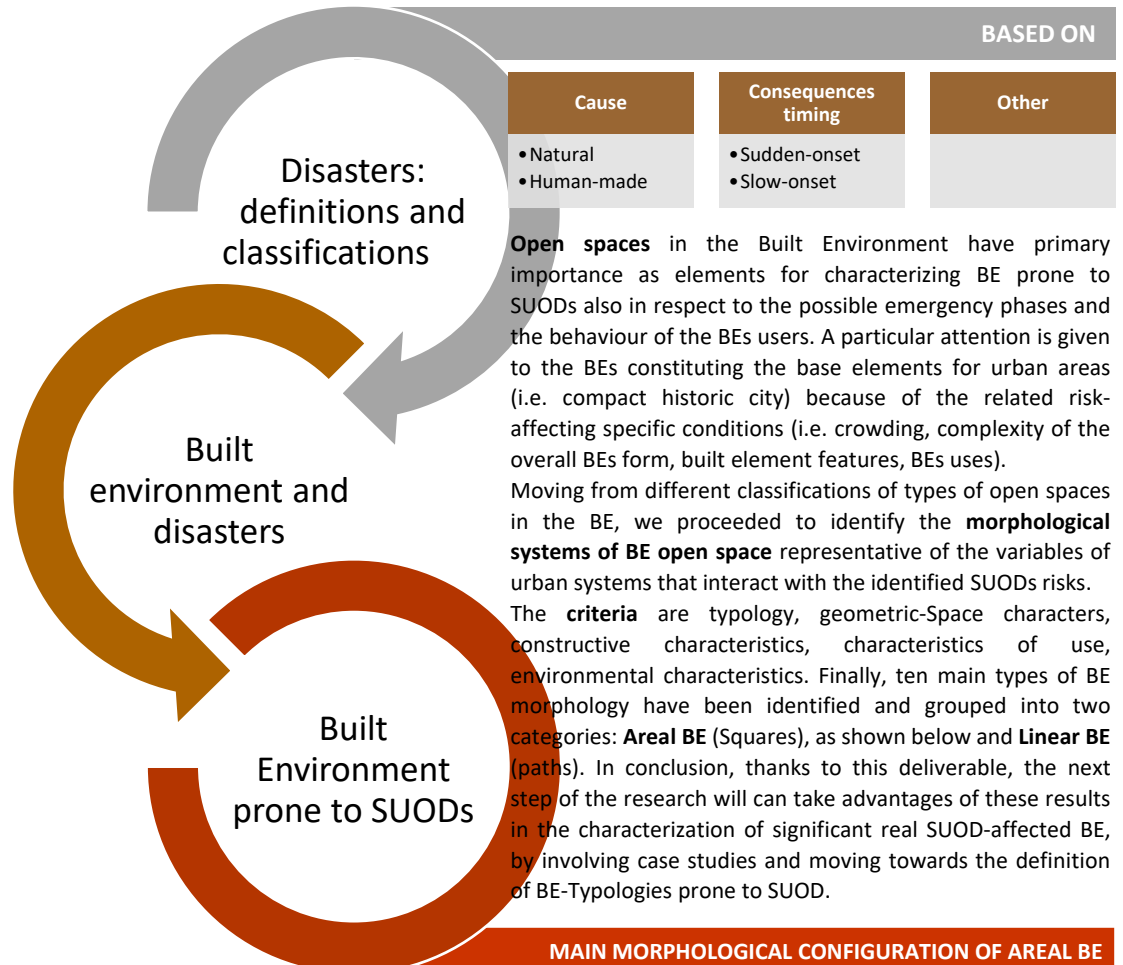 BASED ON
Cause
Consequences
timing
Other
•Natural
•Human-made
•Sudden-onset
•Slow-onset
Disasters:
definitions and
classifications
Built
environment and
disasters
Built
Environment
prone to SUODs
Open spaces in the Built Environment have primary
importance as elements for characterizing BE prone to
SUODs also in respect to the possible emergency phases and
the behaviour of the BEs users. A particular attention is given
to the BEs constituting the base elements for urban areas
(i.e. compact historic city) because of the related risk-
affecting specific conditions (i.e. crowding, complexity of the
overall BEs form, built element features, BEs uses).
Moving from different classifications of types of open spaces
in the BE, we proceeded to identify the morphological
systems of BE open space representative of the variables of
urban systems that interact with the identified SUODs risks.
The criteria are typology, geometric-Space characters,
constructive characteristics, characteristics of use,
environmental characteristics. Finally, ten main types of BE
morphology have been identified and grouped into two
categories: Areal BE (Squares), as shown below and Linear BE
(paths). In conclusion, thanks to this deliverable, the next
step of the research will can take advantages of these results
in the characterization of significant real SUOD-affected BE,
by involving case studies and moving towards the definition
of BE-Typologies prone to SUOD.
MAIN MORPHOLOGICAL CONFIGURATION OF AREAL BE